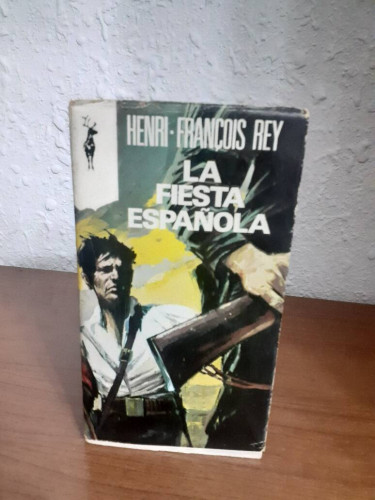 HENRI-FRANÇOIS REY
LA
FIESTA
ESPAÑOLA